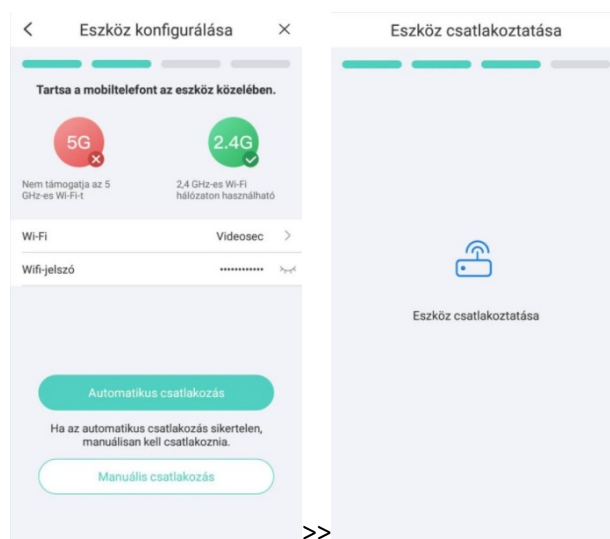 Eszköz konfigurálása
Tartsa a mobiltelefont az eszköz közelében.
5G
2.4G
Nem támogatja az 5
GHz-es Wi-Fi-t
2,4 GHz-es Wi-Fi
hálózaton használható
Wi-Fi Videosec
Wifi-jelszó ············
Automatikus csatlakozás
Ha az automatikus csatlakozás sikertelen,
manuálisan kell csatlakoznia.
Manuális csatlakozás
>>
Eszköz csatlakoztatása
Eszköz csatlakoztatása